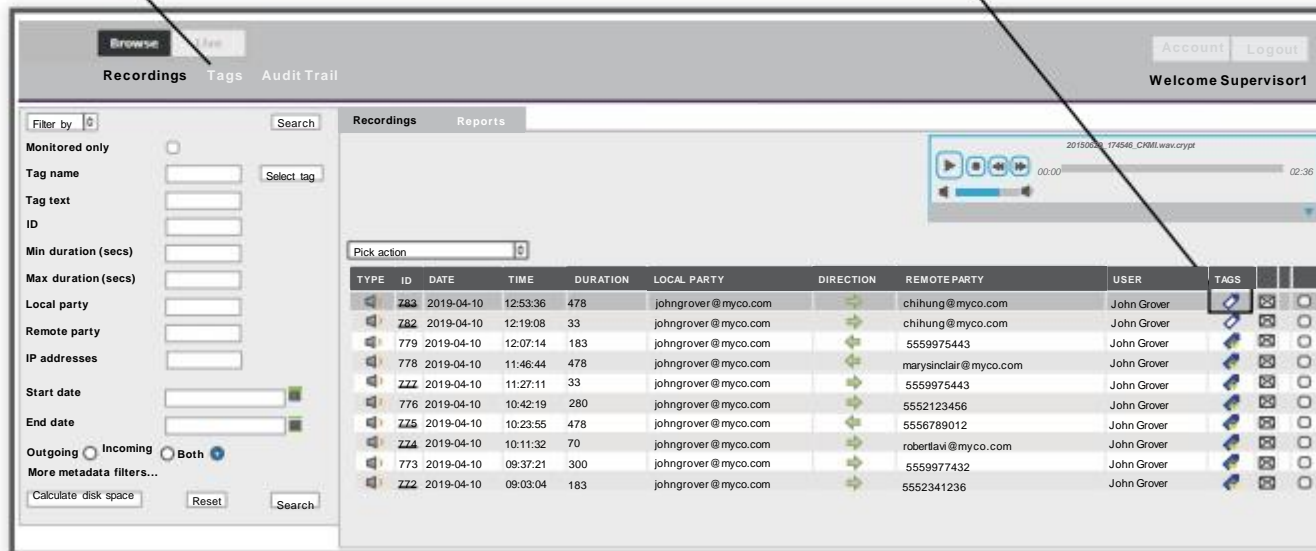 Browse Live
Account Logout
Recordings Tags Audit Trail
Welcome Supervisor1
Filter by Search
Monitored only
Tag name Select tag
Tag text
ID
Min duration (secs)
Max duration (secs)
Local party
Remote party
IP addresses
Start date
End date
Outgoing Incoming Both
More metadata filters...
Calculate disk space Reset Search
Recordings Reports
00:00 02:36
Pick action
TYPE ID DATE TIME DURATION LOCAL PARTY DIRECTION REMOTE PARTY USER TAGS
783 2019-04-10 12:53:36 478 johngrover@myco.com chihung@myco.com John Grover
782 2019-04-10 12:19:08 33 johngrover@myco.com chihung@myco.com John Grover
779 2019-04-10 12:07:14 183 johngrover@myco.com 5559975443 John Grover
778 2019-04-10 11:46:44 478 johngrover@myco.com marysinclair@myco.com John Grover
777 2019-04-10 11:27:11 33 johngrover@myco.com 5559975443 John Grover
776 2019-04-10 10:42:19 280 johngrover@myco.com 5552123456 John Grover
775 2019-04-10 10:23:55 478 johngrover@myco.com 5556789012 John Grover
774 2019-04-10 10:11:32 70 johngrover@myco.com robertlavi@myco.com John Grover
773 2019-04-10 09:37:21 300 johngrover@myco.com 5559977432 John Grover
772 2019-04-10 09:03:04 183 johngrover@myco.com 5552341236 John Grover